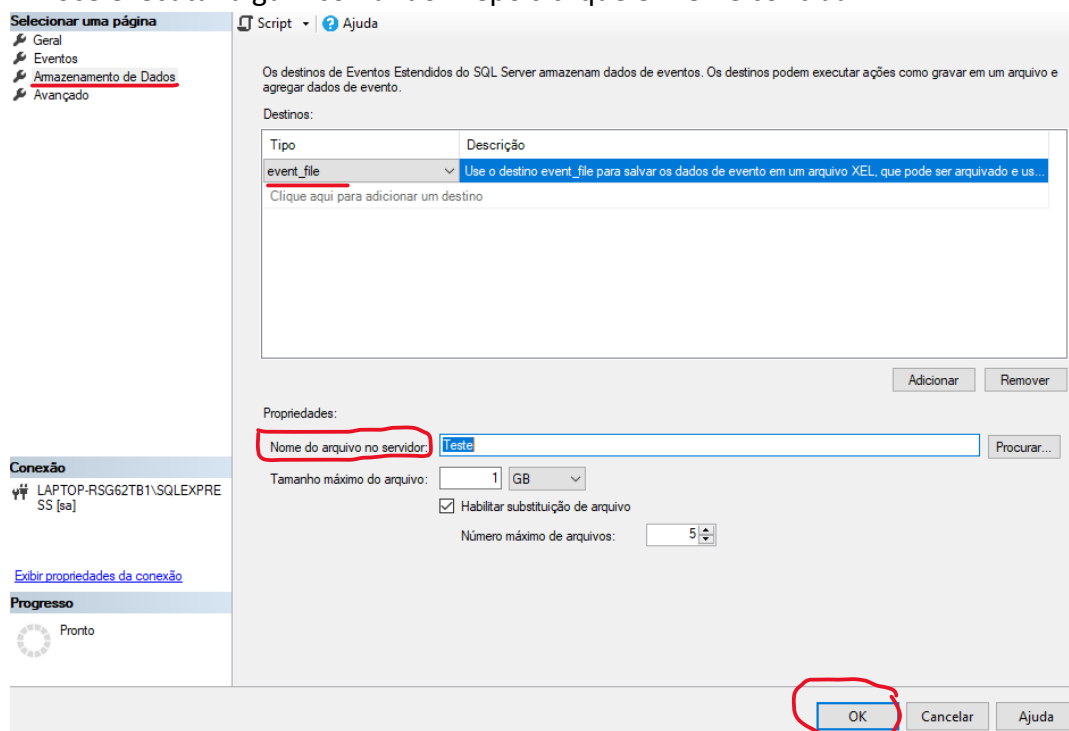 Selecionar uma página
Script
Ajuda
Geral
Eventos
Armazenamento de Dados
Avançado
Os destinos de Eventos Estendidos do SQL Server armazenam dados de eventos. Os destinos podem executar ações como gravar em um arquivo e
agregar dados de evento.
Destinos:
Tipo
Descrição
event_file
Use o destino event_file para salvar os dados de evento em um arquivo XEL, que pode ser arquivado e us...
Clique aqui para adicionar um destino
Adicionar
Remover
Propriedades:
Nome do arquivo no servidor:
Teste
Procurar...
Tamanho máximo do arquivo:
1
GB
Habilitar substituição de arquivo
Número máximo de arquivos:
5
Conexão
LAPTOP-RSG62TB1\SQLEXPRE
SS [sa]
Exibir propriedades da conexão
Progresso
Pronto
OK
Cancelar
Ajuda